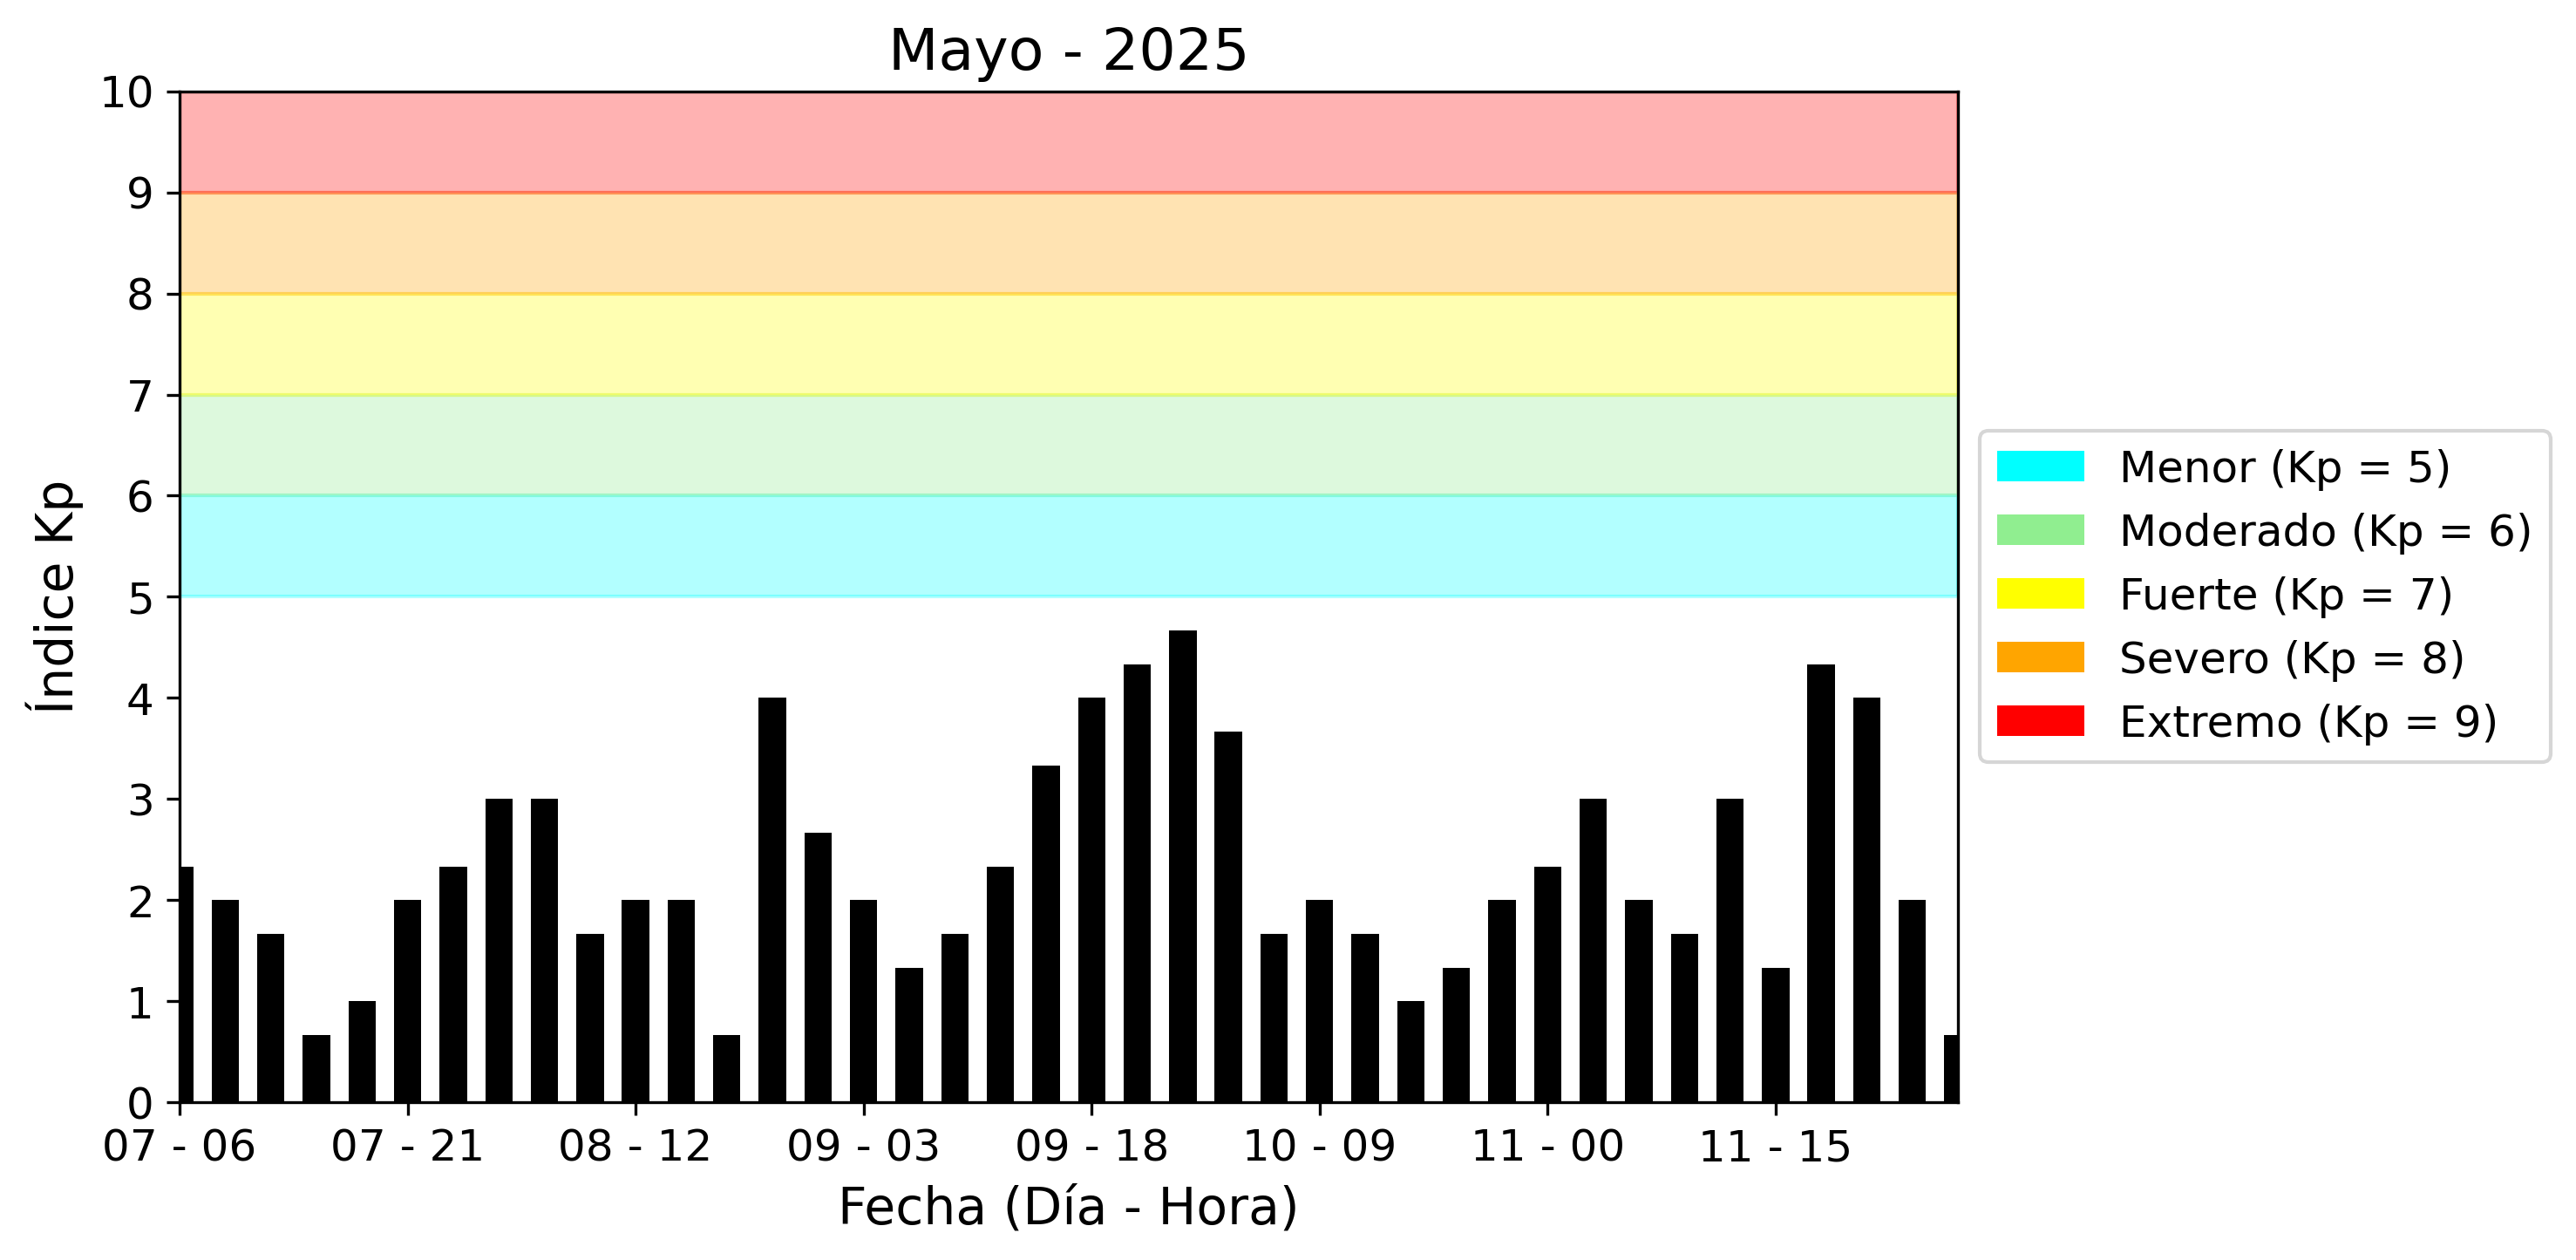 Mayo - 2025
10
9
8
7
6
5
4
3
2
1
0
Índice Kp
07 - 06
07 - 21
08 - 12
09 - 03
09 - 18
10 - 09
11 - 00
11 - 15
Fecha (Día - Hora)
Menor (Kp = 5)
Moderado (Kp = 6)
Fuerte (Kp = 7)
Severo (Kp = 8)
Extremo (Kp = 9)